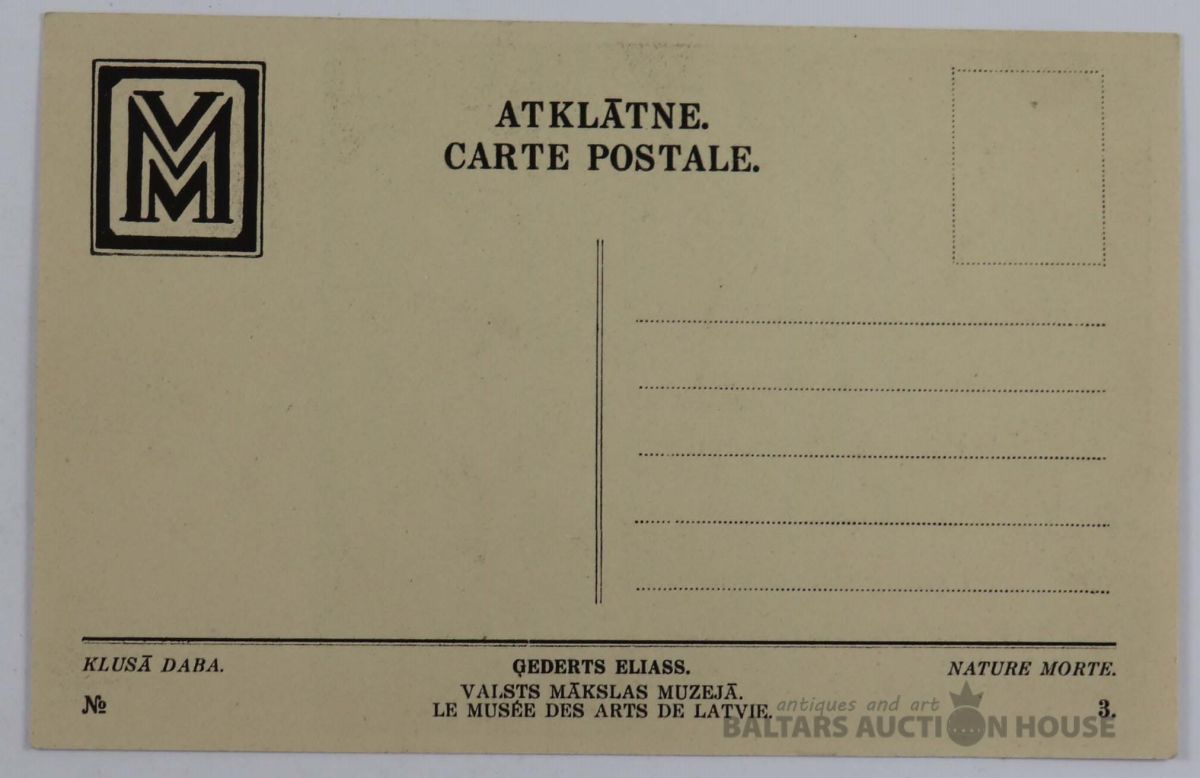 VMM
ATKLĀTNE.
CARTE POSTALE.
KLUSĀ DABA.
ĢEDERTS ELIASS.
NATURE MORTE.
VALSTS MĀKSLAS MUZEJĀ.
LE MUSÉE DES ARTS DE LATVIE.
№
3.
antiques and art
BALTARS AUCTION HOUSE